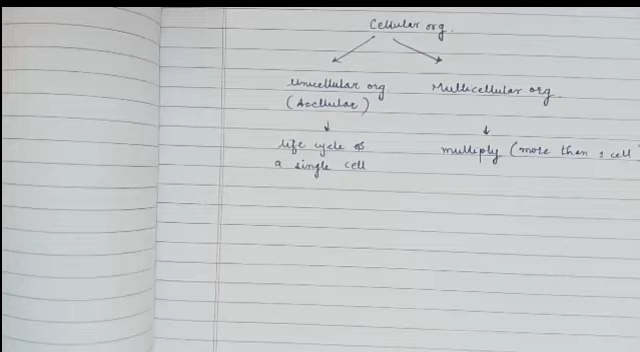 Cellular org.
Unicellular org Multicellular org.
(Acellular)
life cycle of multiply (more than 1 cell
a single cell